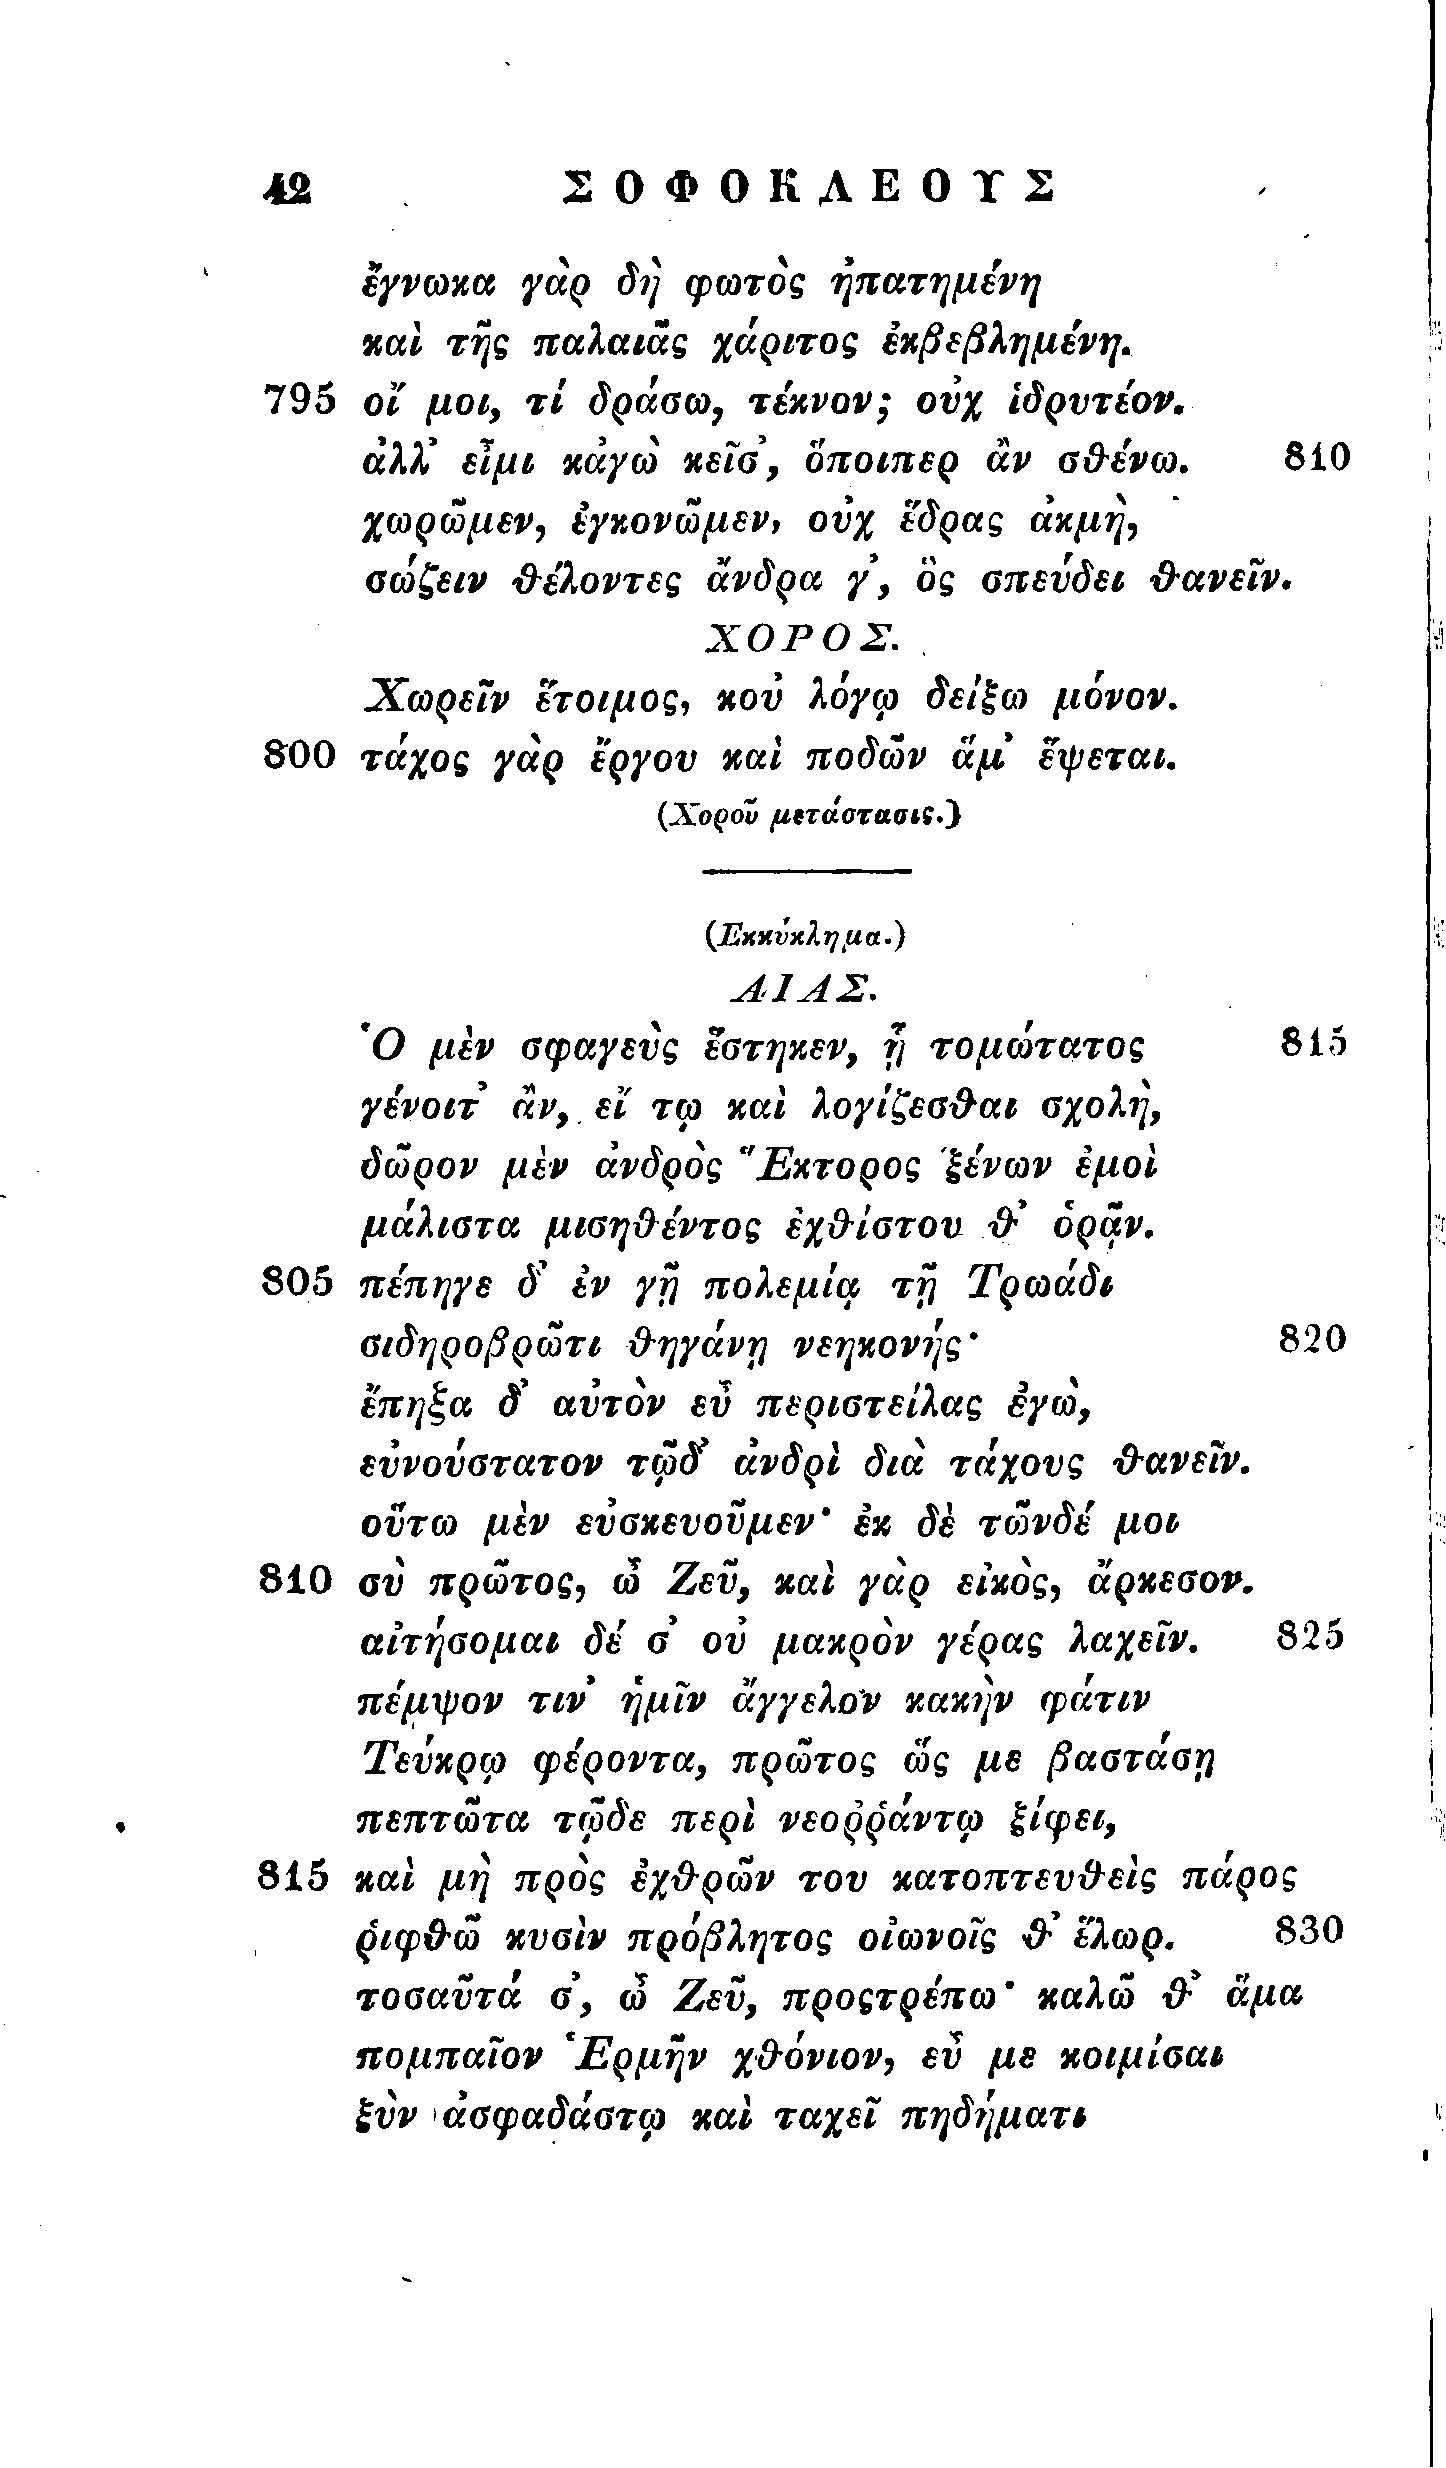 42 ΣΟΦΟΚΛΕΟΥΣ
ἔγνωκα γὰρ δὴ φωτὸς ἠπατημένη
καὶ τῆς παλαιᾶς χάριτος ἐκβεβλημένη.
795 οἴ μοι, τί δράσω, τέκνον; οὐχ ἱδρυτέον.
ἀλλ᾽ εἶμι κἀγὼ κεῖσ᾽, ὅποιπερ ἂν σθένω. 810
χωρῶμεν, ἐγκονῶμεν, οὐχ ἕδρας ἀκμὴ,
σώζειν θέλοντες ἄνδρα γ᾽, ὃς σπεύδει θανεῖν.
ΧΟΡΟΣ.
Χωρεῖν ἕτοιμος, κοὐ λόγῳ δείξω μόνον.
800 τάχος γὰρ ἔργου καὶ ποδῶν ἅμ᾽ ἕψεται.
(Χοροῦ μετάστασις.)
(Εκκύκλημα.)
ΑΙΑΣ.
Ὁ μὲν σφαγεὺς ἕστηκεν, ᾗ τομώτατος 815
γένοιτ᾽ ἂν, εἴ τῳ καὶ λογίζεσθαι σχολὴ,
δῶρον μὲν ἀνδρὸς Ἕκτορος ξένων ἐμοὶ
μάλιστα μισηθέντος ἐχθίστου θ᾽ ὁρᾷν.
805 πέπηγε δ᾽ ἐν γῇ πολεμίᾳ τῇ Τρωάδι
σιδηροβρῶτι θηγάνῃ νεηκονής· 820
ἔπηξα δ᾽ αὐτὸν εὖ περιστείλας ἐγὼ,
εὐνούστατον τῷδ᾽ ἀνδρὶ διὰ τάχους θανεῖν.
οὕτω μὲν εὐσκευοῦμεν· ἐκ δὲ τῶνδέ μοι
810 σὺ πρῶτος, ὦ Ζεῦ, καὶ γὰρ εἰκὸς, ἄρκεσον.
αἰτήσομαι δέ σ᾽ οὐ μακρὸν γέρας λαχεῖν. 825
πέμψον τιν᾽ ἡμῖν ἄγγελον κακὴν φάτιν
Τεύκρῳ φέροντα, πρῶτος ὥς με βαστάσῃ
πεπτῶτα τῷδε περὶ νεοῤῥάντῳ ξίφει,
815 καὶ μὴ πρὸς ἐχθρῶν του κατοπτευθεὶς πάρος
ῥιφθῶ κυσὶν πρόβλητος οἰωνοῖς θ᾽ ἕλωρ. 830
τοσαῦτά σ᾽, ὦ Ζεῦ, προςτρέπω· καλῶ θ᾽ ἅμα
πομπαῖον Ἑρμῆν χθόνιον, εὖ με κοιμίσαι
ξὺν ἀσφαδάστῳ καὶ ταχεῖ πηδήματι